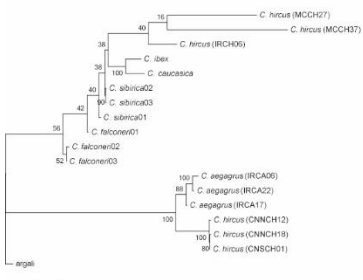 16
C. hircus (MCCH27)
40
C. hircus (MCCH37)
38
C. hircus (IRCH06)
C. ibex
38
100
C. caucasica
40
C. sibirica02
90
C. sibirica03
42
C. sibirica01
56
C. falconeri01
C. falconeri02
52
C. falconeri03
C. aegagrus (IRCA06)
88
C. aegagrus (IRCA22)
C. aegagrus (IRCA17)
100
C. hircus (CNNCH12)
100
C. hircus (CNNCH18)
80
C. hircus (CNSCH01)
argali